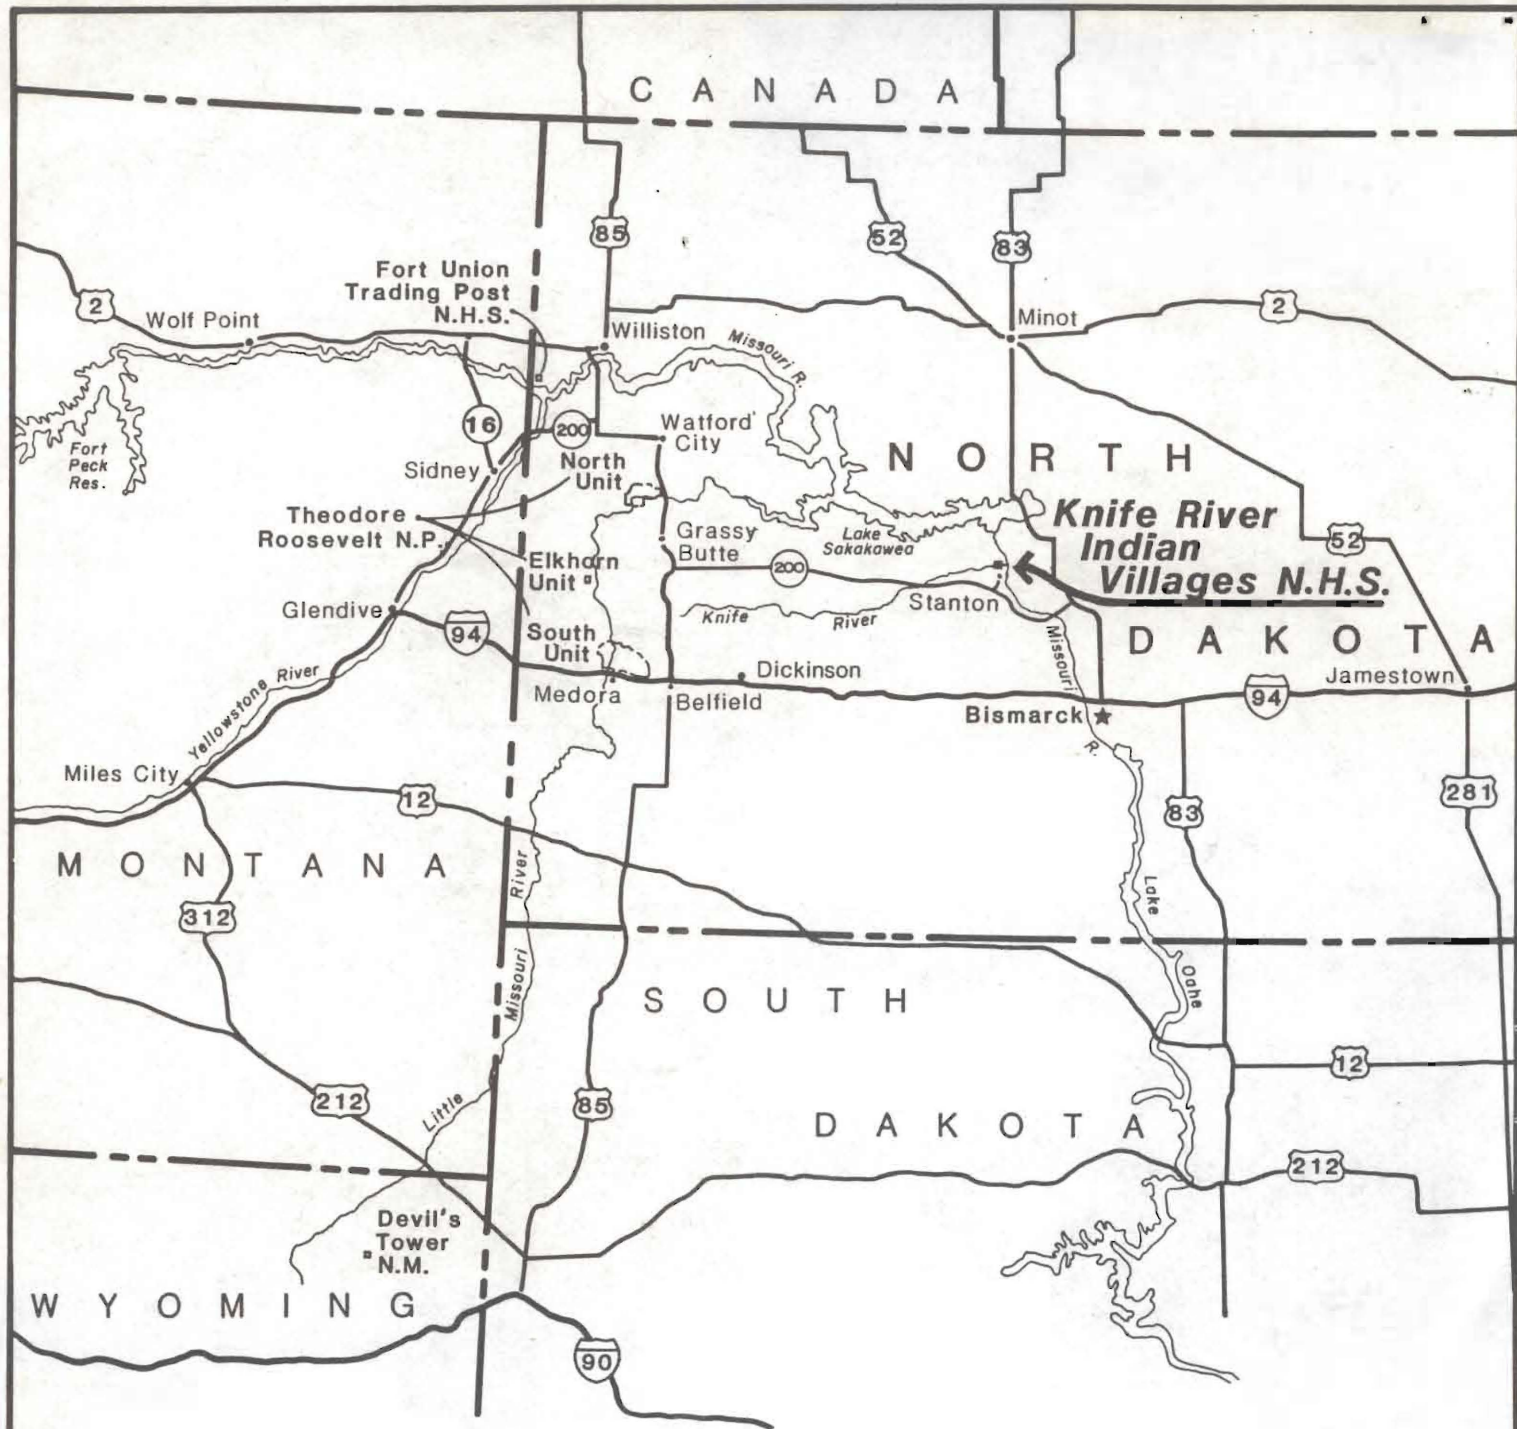 CANADA
85
52
83
Fort Union
Trading Post
N.H.S.
2
Wolf Point
Williston
Missouri R.
Minot
2
16
200
Watford
City
Fort
Peck
Res.
Sidney
North
Unit
NORTH
Theodore
Roosevelt N.P.
Grassy
Butte
Lake
Sakakawea
Knife River
Indian
Villages N.H.S.
52
Elkhorn
Unit
200
Stanton
Glendive
94
South
Unit
Knife River
Missouri
R.
DAKOTA
Yellowstone River
Medora
Belfield
Dickinson
Bismarck
94
Jamestown
Miles City
12
83
281
MONTANA
River
Missouri
Little
Lake
Oahe
312
SOUTH
12
212
85
DAKOTA
212
Devil's
Tower
N.M.
WYOMING
90